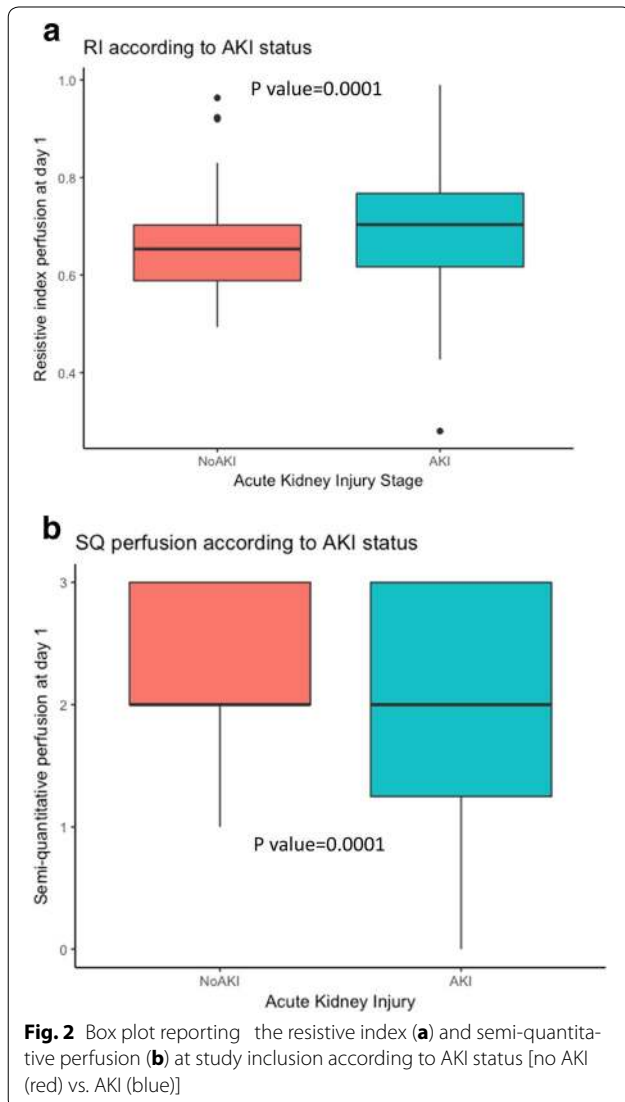 a
RI according to AKI status
P value=0.0001
1.0
0.8
0.6
0.4
Resistive index perfusion at day 1
NoAKI AKI
Acute Kidney Injury Stage
b
SQ perfusion according to AKI status
3
2
1
0
Semi-quantitative perfusion at day 1
P value=0.0001
NoAKI AKI
Acute Kidney Injury
Fig. 2 Box plot reporting the resistive index (a) and semi-quantita-
tive perfusion (b) at study inclusion according to AKI status [no AKI
(red) vs. AKI (blue)]